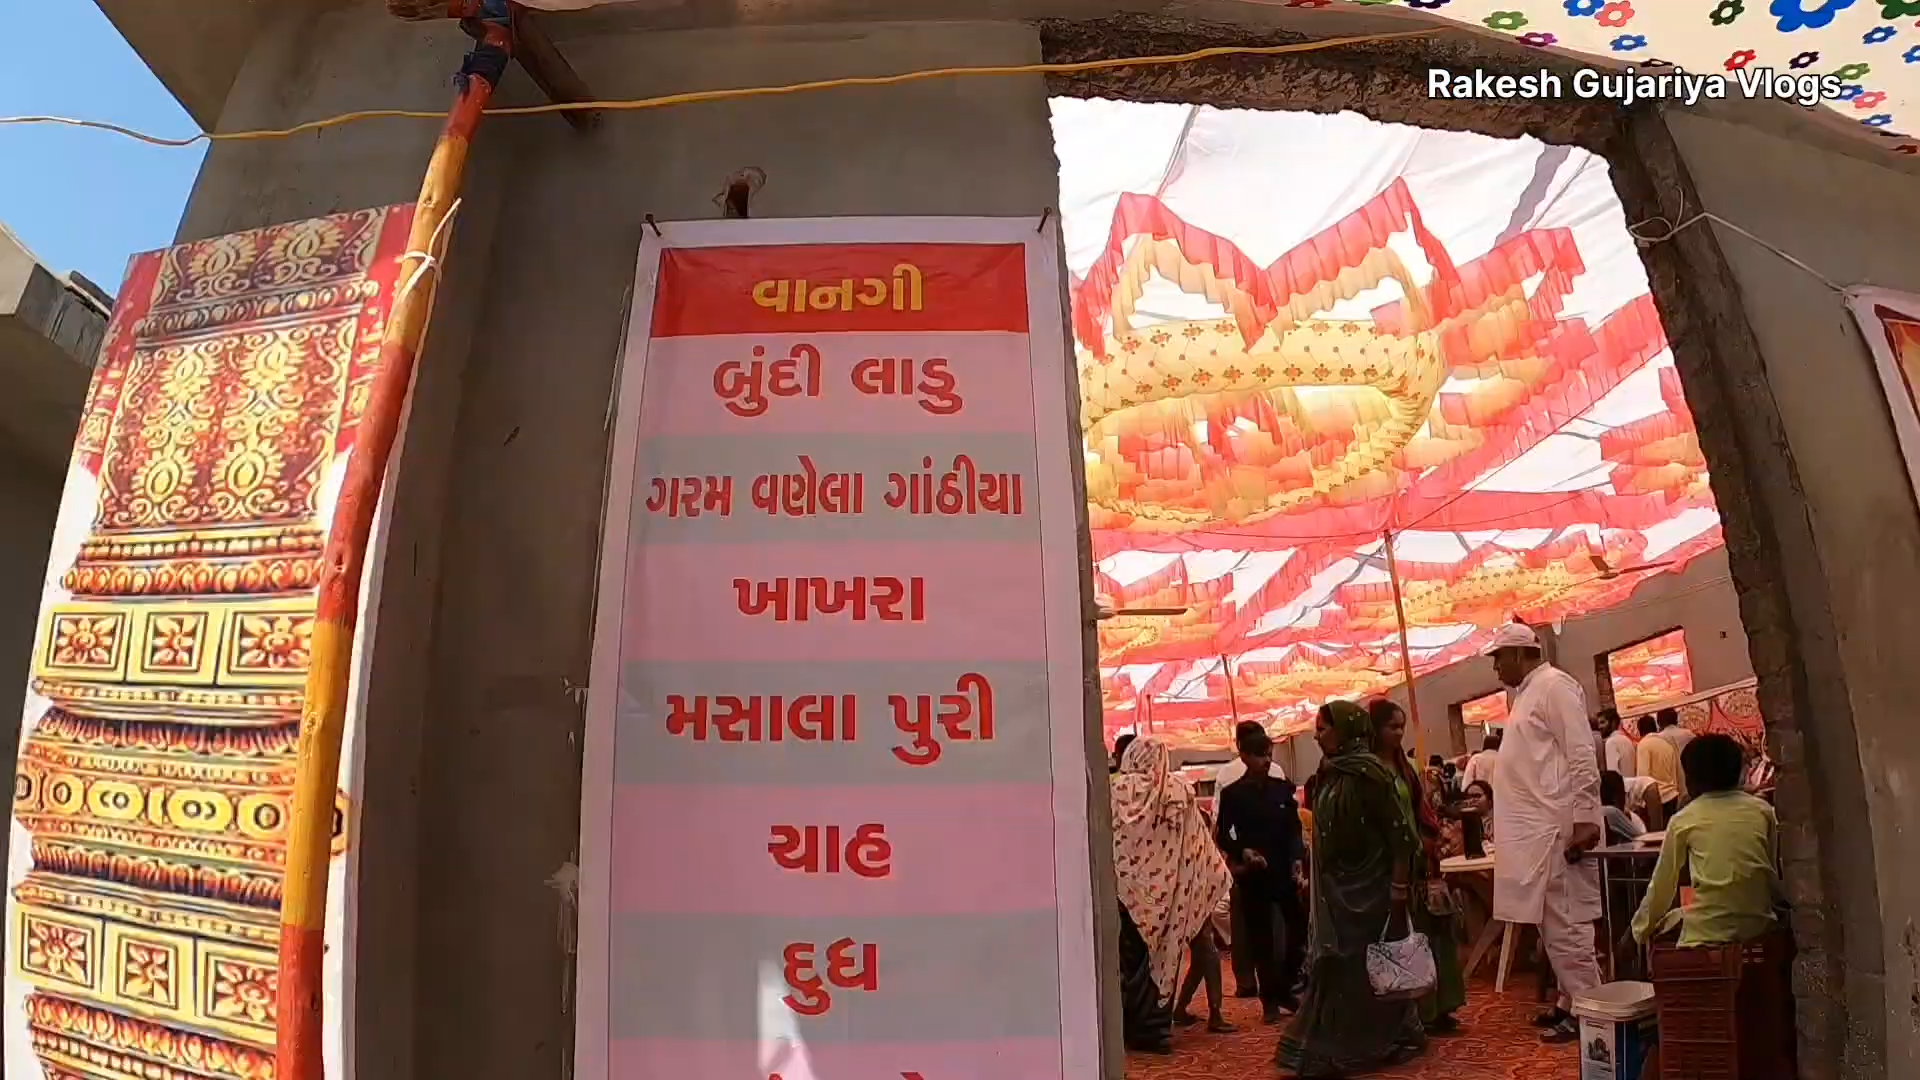 Rakesh Gujariya Vlogs
વાનગી
બુંદી લાડુ
ગરમ વણેલા ગાંઠીયા
ખાખરા
મસાલા પુરી
ચાહ
દુધ